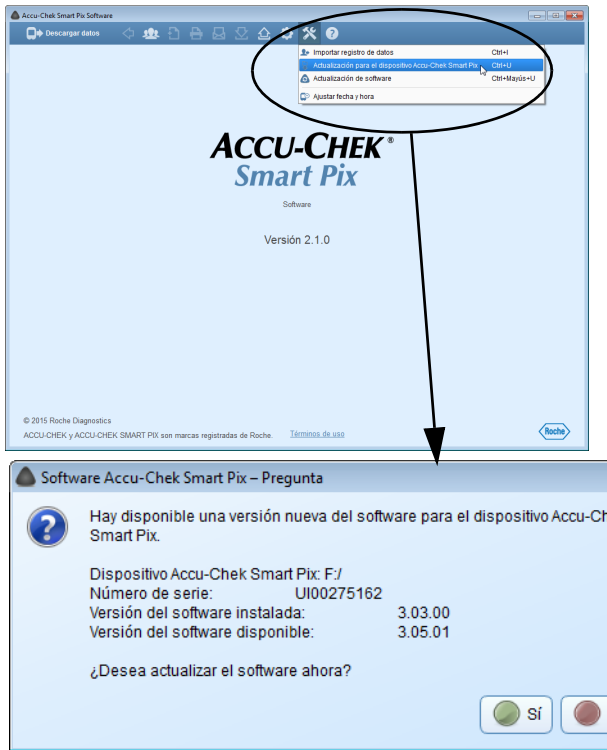 Accu-Chek Smart Pix Software
Descargar datos
Importar registro de datos Ctrl+I
Actualización para el dispositivo Accu-Chek Smart Pix Ctrl+U
Actualización de software Ctrl+Mayús+U
Ajustar fecha y hora
ACCU-CHEK®
Smart Pix
Software
Versión 2.1.0
© 2015 Roche Diagnostics
ACCU-CHEK y ACCU-CHEK SMART PIX son marcas registradas de Roche. Términos de uso
Roche
Software Accu-Chek Smart Pix – Pregunta
Hay disponible una versión nueva del software para el dispositivo Accu-Ch
Smart Pix.
Dispositivo Accu-Chek Smart Pix: F:/
Número de serie: UI00275162
Versión del software instalada: 3.03.00
Versión del software disponible: 3.05.01
¿Desea actualizar el software ahora?
Sí